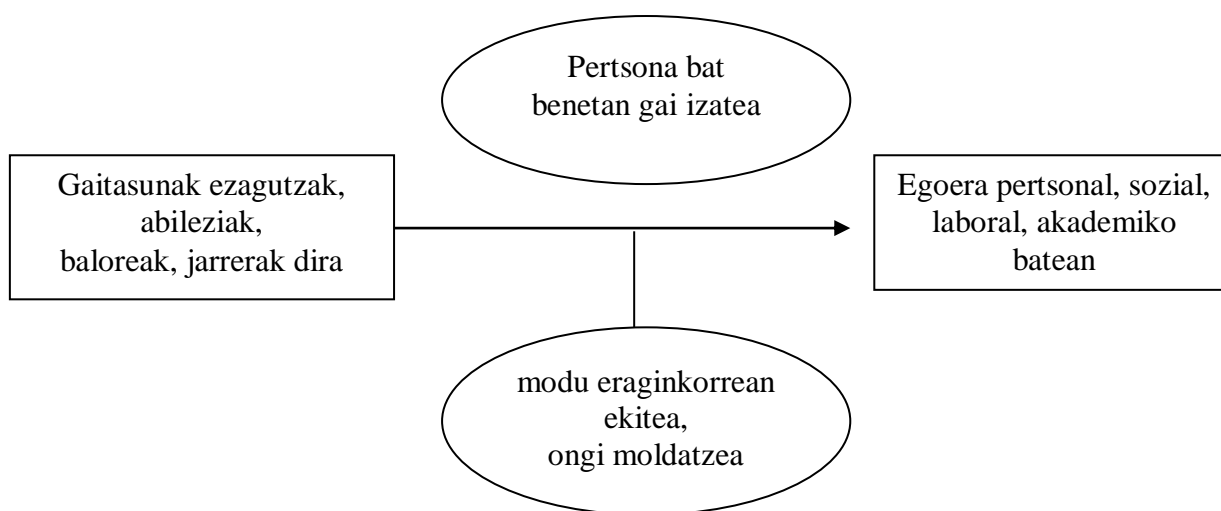 Pertsona bat
benetan gai izatea
Gaitasunak ezagutzak,
abileziak,
baloreak, jarrerak dira
Egoera pertsonal, sozial,
laboral, akademiko
batean
modu eraginkorrean
ekitea,
ongi moldatzea